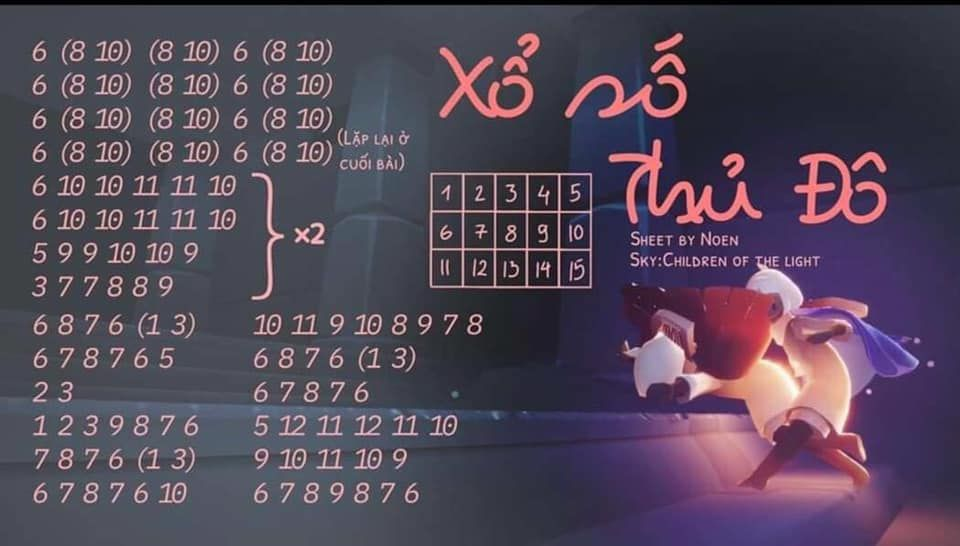 Xổ số
Thủ Đô
SHEET BY NOEN
SKY:CHILDREN OF THE LIGHT
6 (8 10) (8 10) 6 (8 10)
6 (8 10) (8 10) 6 (8 10)
6 (8 10) (8 10) 6 (8 10)
6 (8 10) (8 10) 6 (8 10)
(LẶP LẠI Ở
CUỐI BÀI)
6 10 10 11 11 10
6 10 10 11 11 10
5 9 9 10 10 9
3 7 7 8 8 9
x2
6 8 7 6 (1 3)
6 7 8 7 6 5
2 3
1 2 3 9 8 7 6
7 8 7 6 (1 3)
6 7 8 7 6 10
10 11 9 10 8 9 7 8
6 8 7 6 (1 3)
6 7 8 7 6
5 12 11 12 11 10
9 10 11 10 9
6 7 8 9 8 7 6
1 2 3 4 5
6 7 8 9 10
11 12 13 14 15